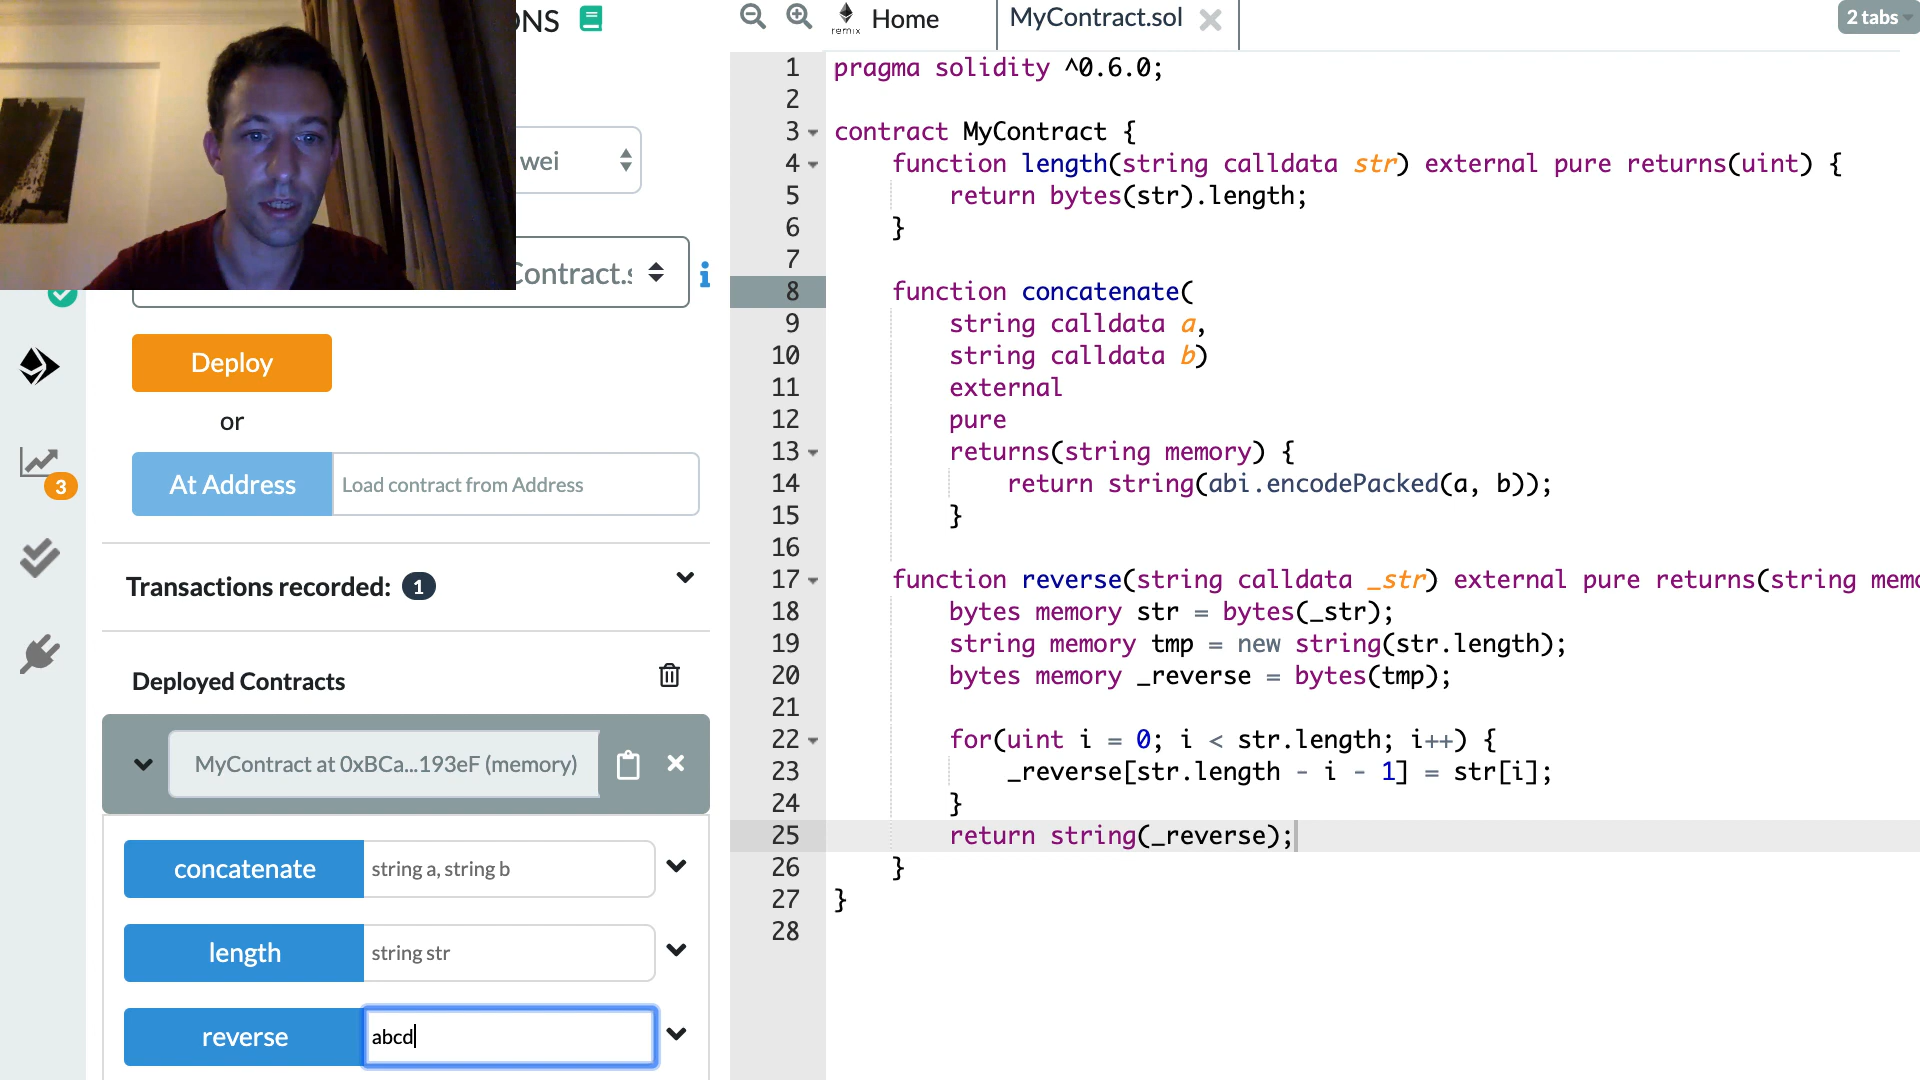 ONS
wei
Contract.s
Deploy
or
At Address
Load contract from Address
3
Transactions recorded: 1
Deployed Contracts
MyContract at 0xBCa...193eF (memory)
concatenate
string a, string b
length
string str
reverse
abcd
remix
Home
MyContract.sol
2 tabs
1 pragma solidity ^0.6.0;
2
3 contract MyContract {
4 function length(string calldata str) external pure returns(uint) {
5 return bytes(str).length;
6 }
7
8 function concatenate(
9 string calldata a,
10 string calldata b)
11 external
12 pure
13 returns(string memory) {
14 return string(abi.encodePacked(a, b));
15 }
16
17 function reverse(string calldata _str) external pure returns(string memo
18 bytes memory str = bytes(_str);
19 string memory tmp = new string(str.length);
20 bytes memory _reverse = bytes(tmp);
21
22 for(uint i = 0; i < str.length; i++) {
23 _reverse[str.length - i - 1] = str[i];
24 }
25 return string(_reverse);
26 }
27 }
28